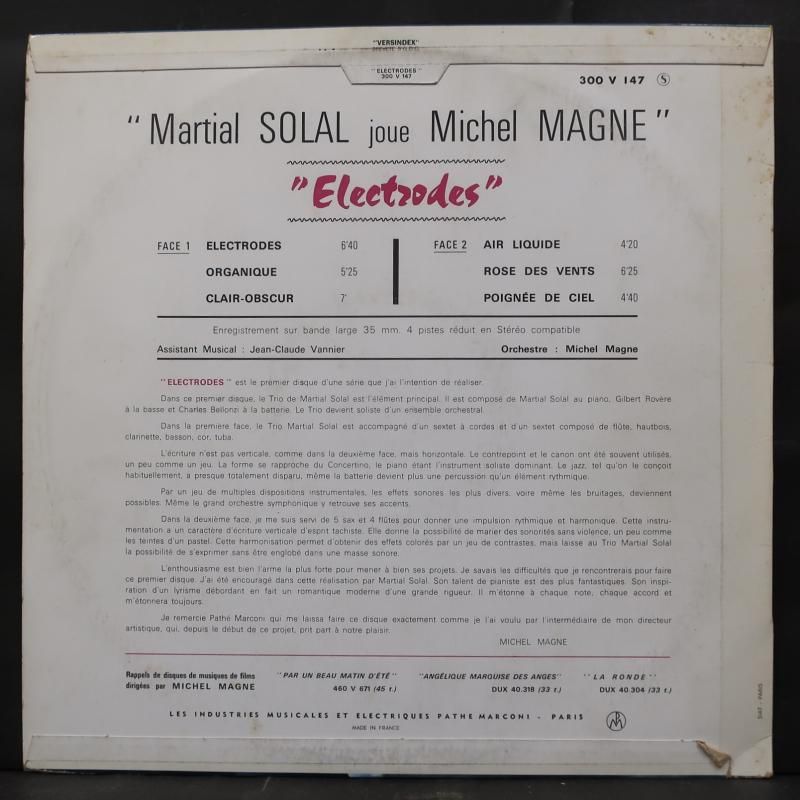 "VERSINDEX"
BREVETÉ S.G.D.G.
"ELECTRODES"
300 V 147
300 V 147 S
"Martial SOLAL joue Michel MAGNE"
"Electrodes"
FACE 1 ELECTRODES 6'40
ORGANIQUE 5'25
CLAIR-OBSCUR 7'
FACE 2 AIR LIQUIDE 4'20
ROSE DES VENTS 6'25
POIGNÉE DE CIEL 4'40
Enregistrement sur bande large 35 mm. 4 pistes réduit en Stéréo compatible
Assistant Musical : Jean-Claude Vannier Orchestre : Michel Magne
"ELECTRODES" est le premier disque d'une série que j'ai l'intention de réaliser.
Dans ce premier disque, le Trio de Martial Solal est l'élément principal. Il est composé de Martial Solal au piano, Gilbert Rovère
à la basse et Charles Bellonzi à la batterie. Le Trio devient soliste d'un ensemble orchestral.
Dans la première face, le Trio Martial Solal est accompagné d'un sextet à cordes et d'un sextet composé de flûte, hautbois,
clarinette, basson, cor, tuba.
L'écriture n'est pas verticale, comme dans la deuxième face, mais horizontale. Le contrepoint et le canon ont été souvent utilisés,
un peu comme un jeu. La forme se rapproche du Concertino, le piano étant l'instrument soliste dominant. Le jazz, tel qu'on le conçoit
habituellement, a presque totalement disparu, même la batterie devient plus une percussion qu'un élément rythmique.
Par un jeu de multiples dispositions instrumentales, les effets sonores les plus divers, voire même les bruitages, deviennent
possibles. Même le grand orchestre symphonique y retrouve ses accents.
Dans la deuxième face, je me suis servi de 5 sax et 4 flûtes pour donner une impulsion rythmique et harmonique. Cette instru-
mentation a un caractère d'écriture verticale d'esprit tachiste. Elle donne la possibilité de marier des sonorités sans violence, un peu comme
les teintes d'un pastel. Cette harmonisation permet d'obtenir des effets colorés par un jeu de contrastes, mais laisse au Trio Martial Solal
la possibilité de s'exprimer sans être englobé dans une masse sonore.
L'enthousiasme est bien l'arme la plus forte pour mener à bien ses projets. Je savais les difficultés que je rencontrerais pour faire
ce premier disque. J'ai été encouragé dans cette réalisation par Martial Solal. Son talent de pianiste est des plus fantastiques. Son inspi-
ration d'un lyrisme débordant en fait un romantique moderne d'une grande rigueur. Il m'étonne à chaque note, chaque accord et
m'étonnera toujours.
Je remercie Pathé Marconi qui me laissa faire ce disque exactement comme je l'ai voulu par l'intermédiaire de mon directeur
artistique, qui, depuis le début de ce projet, prit part à notre plaisir.
MICHEL MAGNE
Rappels de disques de musiques de films
dirigées par MICHEL MAGNE
"PAR UN BEAU MATIN D'ÉTÉ"
460 V 671 (45 t.)
"ANGÉLIQUE MARQUISE DES ANGES"
DUX 40.318 (33 t.)
"LA RONDE"
DUX 40.304 (33 t.)
LES INDUSTRIES MUSICALES ET ELECTRIQUES PATHE MARCONI - PARIS
MADE IN FRANCE
SIAT - PARIS